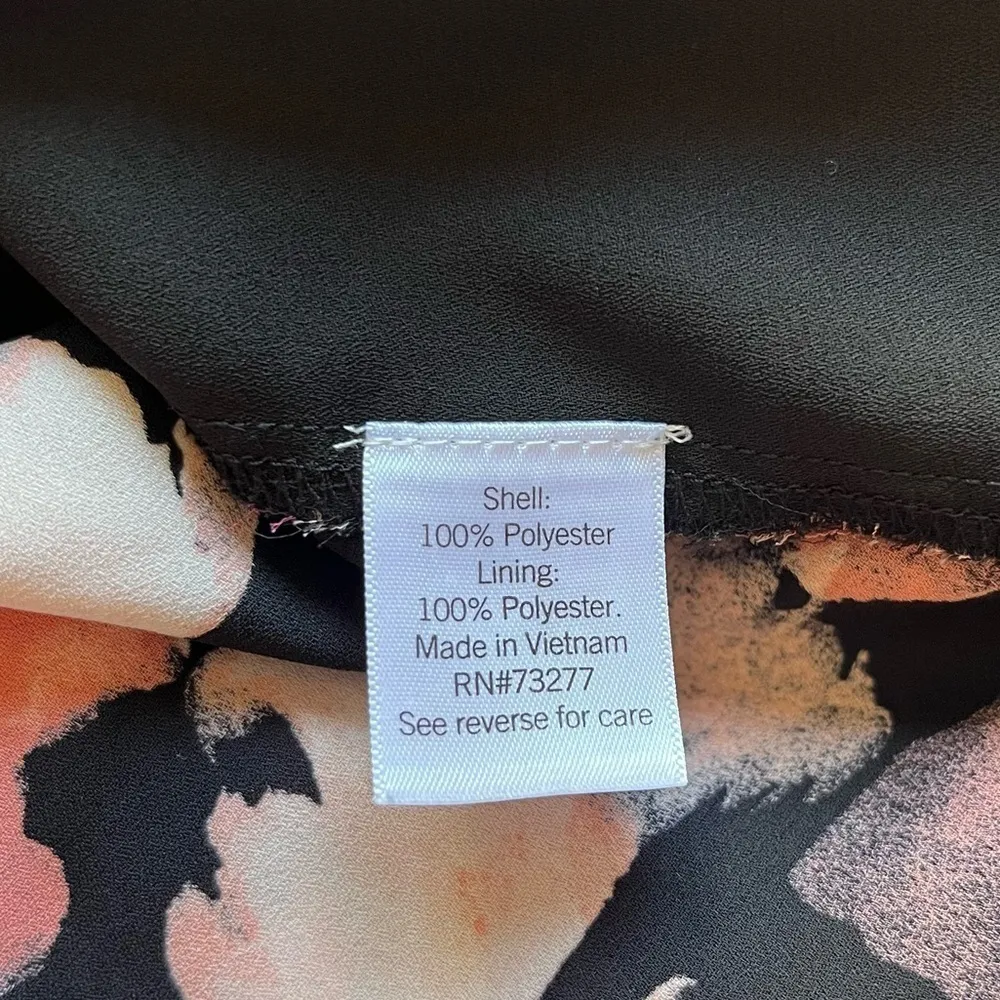 Shell:
100% Polyester
Lining:
100% Polyester.
Made in Vietnam
RN#73277
See reverse for care